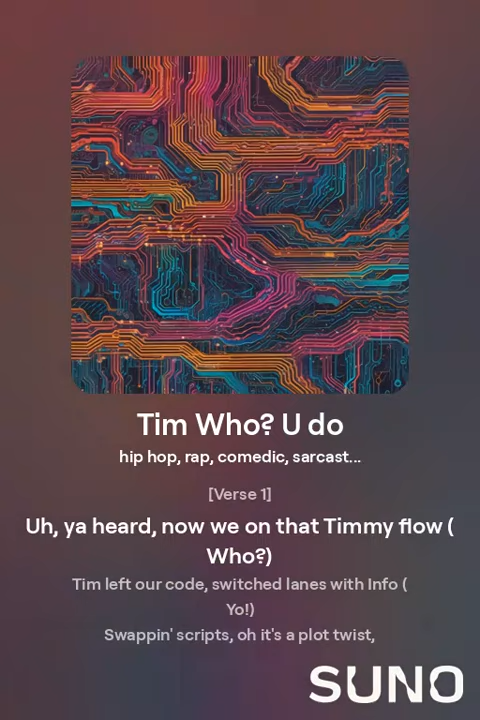 Tim Who? U do
hip hop, rap, comedic, sarcast...
[Verse 1]
Uh, ya heard, now we on that Timmy flow (
Who?)
Tim left our code, switched lanes with Info (
Yo!)
Swappin' scripts, oh it's a plot twist,
SUNO